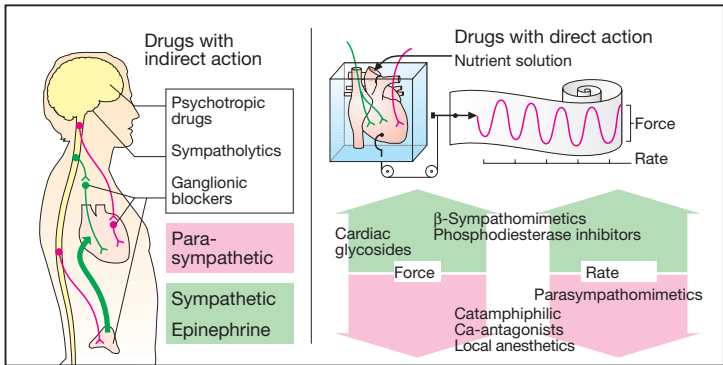 Drugs with
indirect action
Psychotropic
drugs
Sympatholytics
Ganglionic
blockers
Para-
sympathetic
Sympathetic
Epinephrine
Drugs with direct action
Nutrient solution
Force
Rate
β-Sympathomimetics
Phosphodiesterase inhibitors
Cardiac
glycosides
Force
Rate
Parasympathomimetics
Catamphiphilic
Ca-antagonists
Local anesthetics